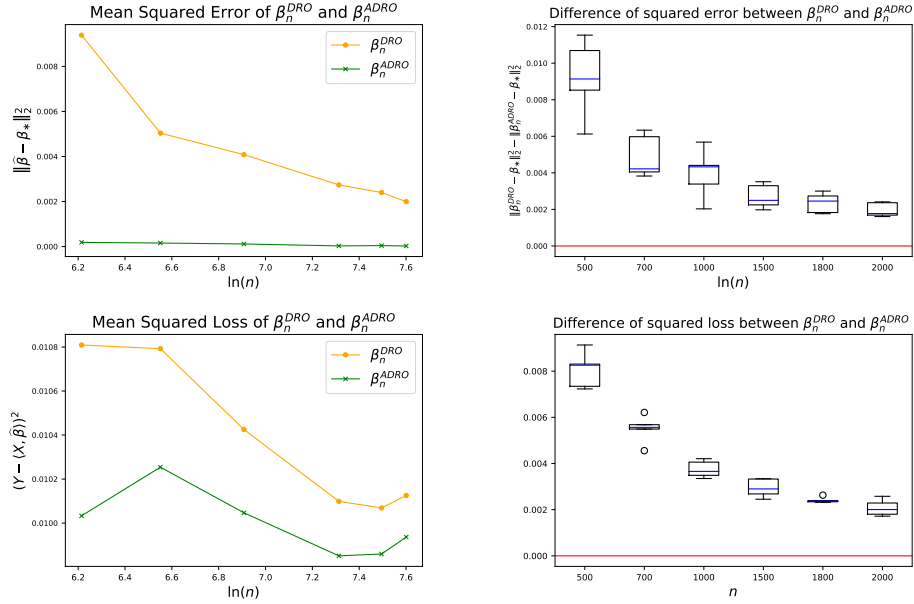 Mean Squared Error of β_n^{DRO} and β_n^{ADRO}
‖β̂ − β_*‖_2^2
0.008
0.006
0.004
0.002
0.000
β_n^{DRO}
β_n^{ADRO}
6.2 6.4 6.6 6.8 7.0 7.2 7.4 7.6
ln(n)
Difference of squared error between β_n^{DRO} and β_n^{ADRO}
‖β_n^{DRO} − β_*‖_2^2 − ‖β_n^{ADRO} − β_*‖_2^2
0.012
0.010
0.008
0.006
0.004
0.002
0.000
500 700 1000 1500 1800 2000
ln(n)
Mean Squared Loss of β_n^{DRO} and β_n^{ADRO}
(Y − ⟨X, β̂⟩)^2
0.0108
0.0106
0.0104
0.0102
0.0100
β_n^{DRO}
β_n^{ADRO}
6.2 6.4 6.6 6.8 7.0 7.2 7.4 7.6
ln(n)
Difference of squared loss between β_n^{DRO} and β_n^{ADRO}
0.008
0.006
0.004
0.002
0.000
500 700 1000 1500 1800 2000
n